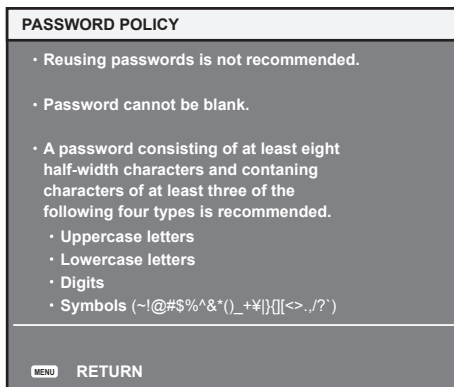 PASSWORD POLICY
・Reusing passwords is not recommended.
・Password cannot be blank.
・A password consisting of at least eight
half-width characters and contaning
characters of at least three of the
following four types is recommended.
・Uppercase letters
・Lowercase letters
・Digits
・Symbols (~!@#$%^&*()_+¥|}{][<>.,/?`)
MENU RETURN